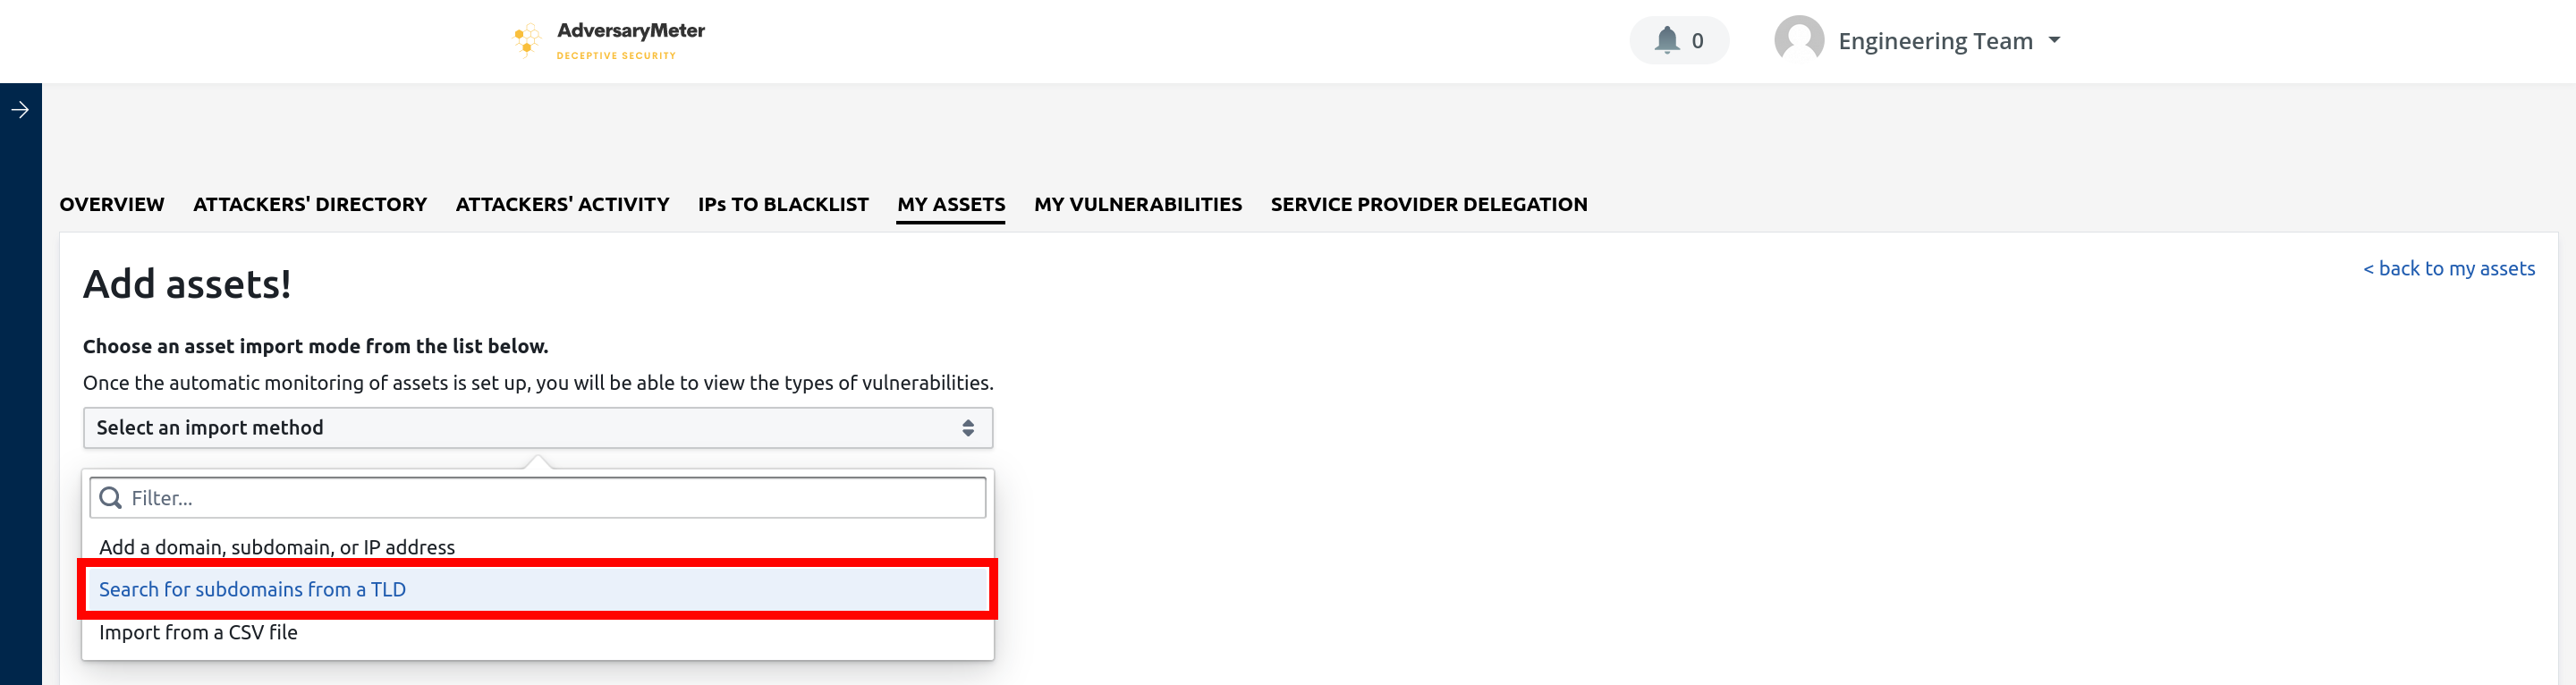 AdversaryMeter
DECEPTIVE SECURITY
0
Engineering Team
OVERVIEW ATTACKERS' DIRECTORY ATTACKERS' ACTIVITY IPs TO BLACKLIST MY ASSETS MY VULNERABILITIES SERVICE PROVIDER DELEGATION
Add assets!
< back to my assets
Choose an asset import mode from the list below.
Once the automatic monitoring of assets is set up, you will be able to view the types of vulnerabilities.
Select an import method
Filter...
Add a domain, subdomain, or IP address
Search for subdomains from a TLD
Import from a CSV file